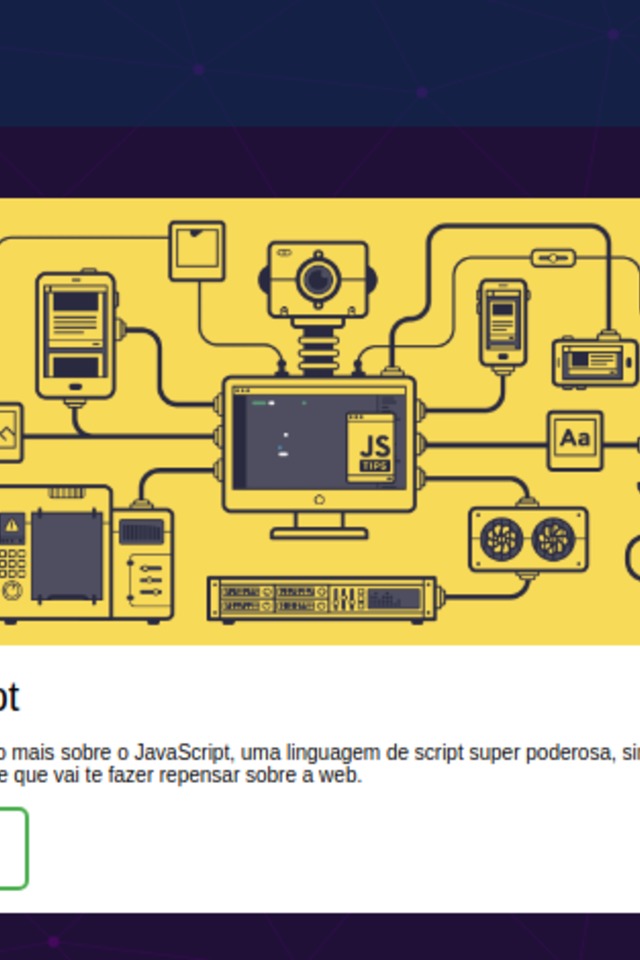 JS
TIPS
Aa
pt
o mais sobre o JavaScript, uma linguagem de script super poderosa, sim
e que vai te fazer repensar sobre a web.